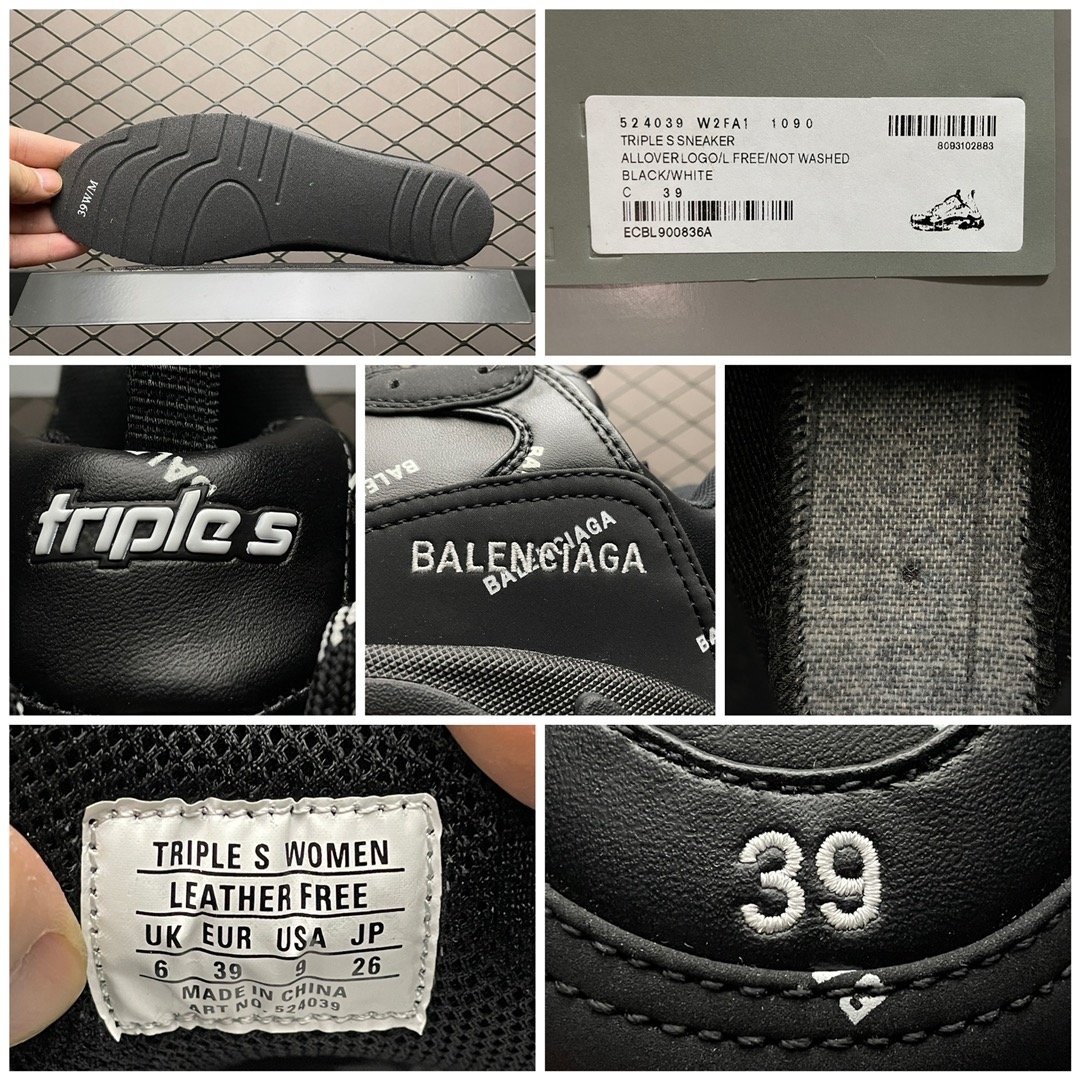 39W/M
524039 W2FA1 1090
TRIPLE S SNEAKER
ALLOVER LOGO/L FREE/NOT WASHED
BLACK/WHITE
C 39
ECBL900836A
8093102883
triple s
BALENCIAGA
BALENCIAGA
TRIPLE S WOMEN
LEATHER FREE
UK EUR USA JP
6 39 9 26
MADE IN CHINA
ART NO. 524039
39